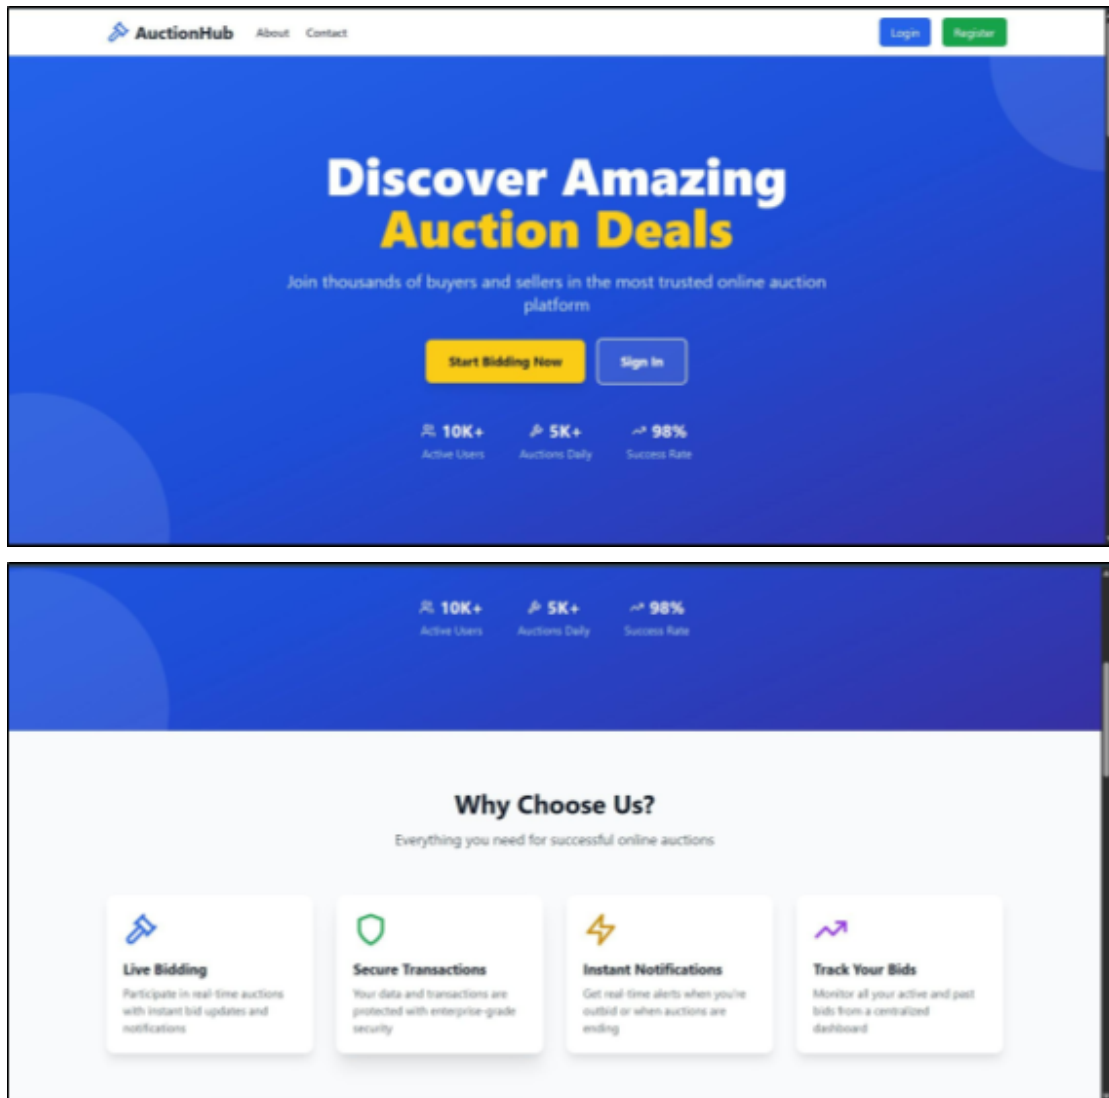 AuctionHub About Contact Login Register
Discover Amazing
Auction Deals
Join thousands of buyers and sellers in the most trusted online auction
platform
Start Bidding Now Sign In
10K+ 5K+ 98%
Active Users Auctions Daily Success Rate
10K+ 5K+ 98%
Active Users Auctions Daily Success Rate
Why Choose Us?
Everything you need for successful online auctions
Live Bidding
Participate in real-time auctions
with instant bid updates and
notifications
Secure Transactions
Your data and transactions are
protected with enterprise-grade
security
Instant Notifications
Get real-time alerts when you're
outbid or when auctions are
ending
Track Your Bids
Monitor all your active and past
bids from a centralized
dashboard